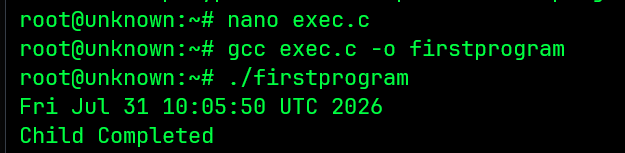 root@unknown:~# nano exec.c
root@unknown:~# gcc exec.c -o firstprogram
root@unknown:~# ./firstprogram
Fri Jul 31 10:05:50 UTC 2026
Child Completed